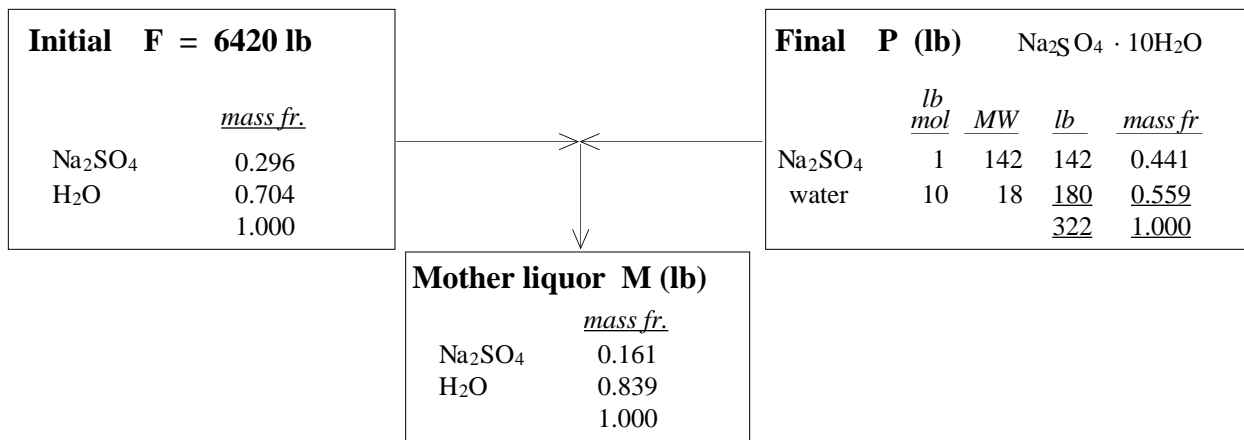 Initial F = 6420 lb
mass fr.
Na₂SO₄ 0.296
H₂O 0.704
1.000
Final P (lb) Na₂SO₄ · 10H₂O
lb
mol MW lb mass fr
Na₂SO₄ 1 142 142 0.441
water 10 18 180 0.559
322 1.000
Mother liquor M (lb)
mass fr.
Na₂SO₄ 0.161
H₂O 0.839
1.000